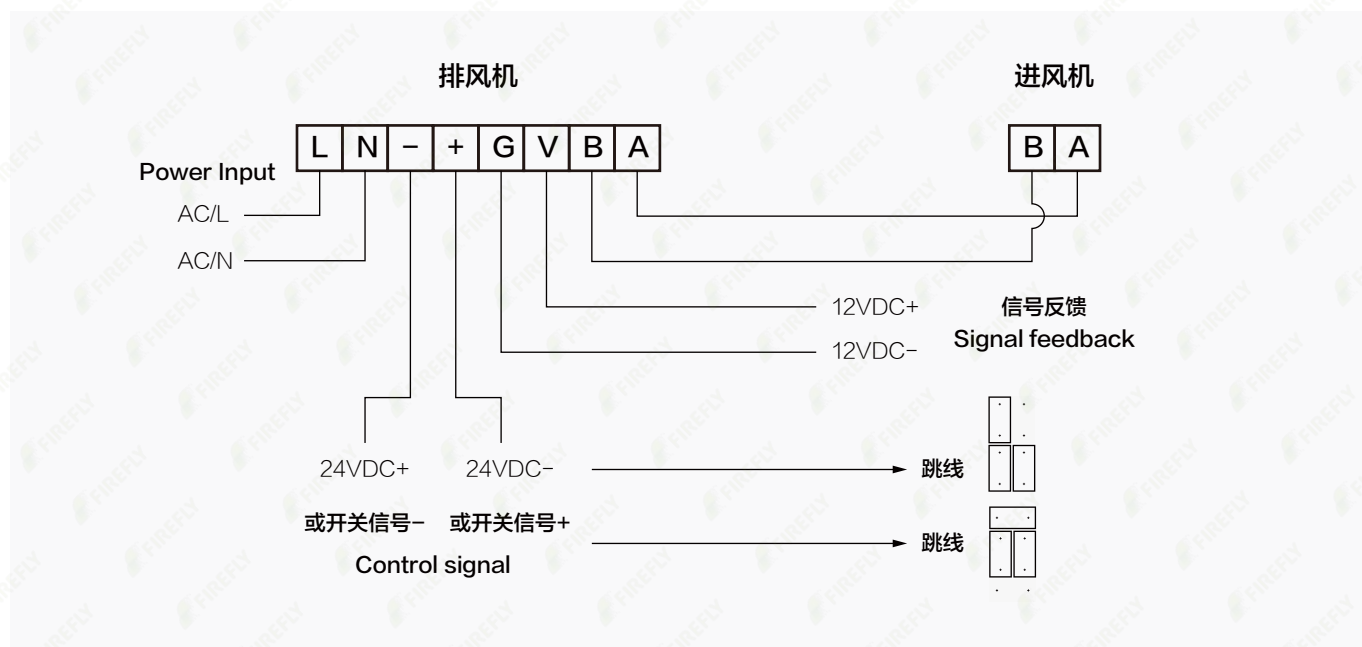 排风机
进风机
L N − + G V B A
B A
Power Input
AC/L
AC/N
12VDC+
信号反馈
Signal feedback
12VDC−
24VDC+
24VDC−
跳线
或开关信号−
或开关信号+
跳线
Control signal
FIREFLY